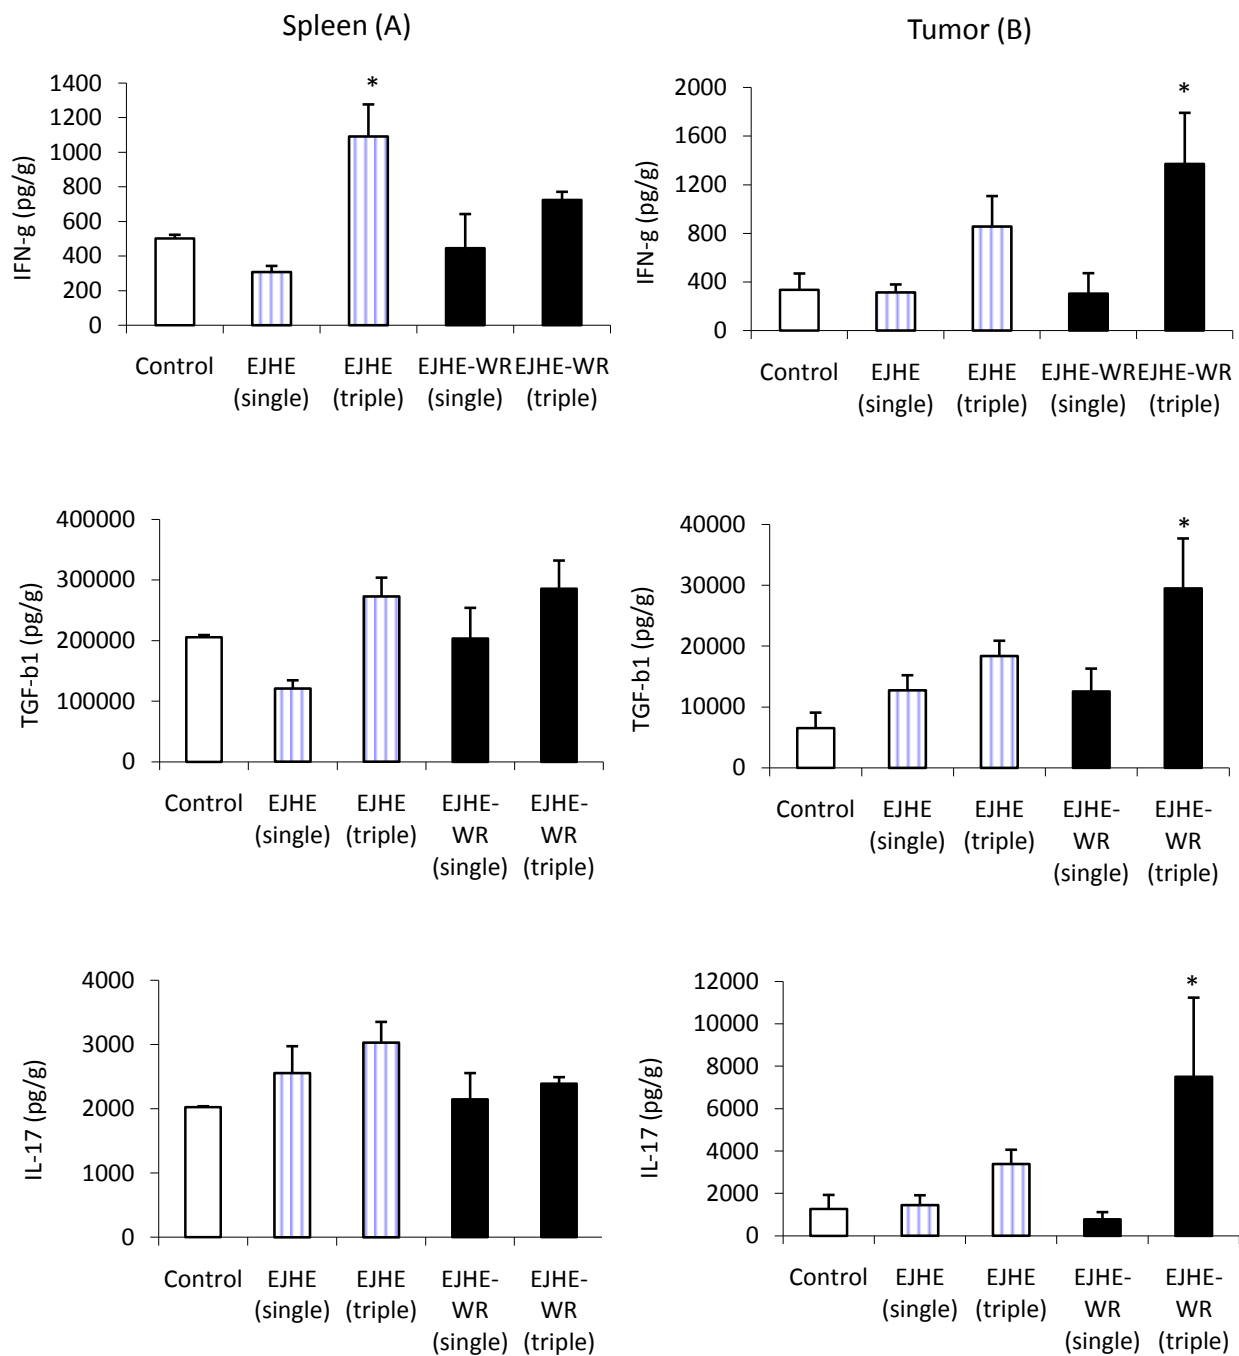 Spleen (A)
Tumor (B)
IFN-g (pg/g)
1400
1200
1000
800
600
400
200
0
*
Control
EJHE
(single)
EJHE
(triple)
EJHE-WR
(single)
EJHE-WR
(triple)
IFN-g (pg/g)
2000
1600
1200
800
400
0
*
Control
EJHE
(single)
EJHE
(triple)
EJHE-WR
(single)
EJHE-WR
(triple)
TGF-b1 (pg/g)
400000
300000
200000
100000
0
Control
EJHE
(single)
EJHE
(triple)
EJHE-
WR
(single)
EJHE-
WR
(triple)
TGF-b1 (pg/g)
40000
30000
20000
10000
0
*
Control
EJHE
(single)
EJHE
(triple)
EJHE-
WR
(single)
EJHE-
WR
(triple)
IL-17 (pg/g)
4000
3000
2000
1000
0
Control
EJHE
(single)
EJHE
(triple)
EJHE-
WR
(single)
EJHE-
WR
(triple)
IL-17 (pg/g)
12000
10000
8000
6000
4000
2000
0
*
Control
EJHE
(single)
EJHE
(triple)
EJHE-
WR
(single)
EJHE-
WR
(triple)